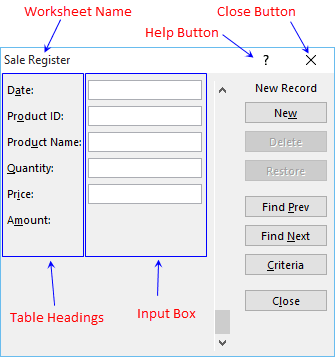 Worksheet Name
Close Button
Help Button
Sale Register
?
Date:
Product ID:
Product Name:
Quantity:
Price:
Amount:
New Record
New
Delete
Restore
Find Prev
Find Next
Criteria
Close
Table Headings
Input Box